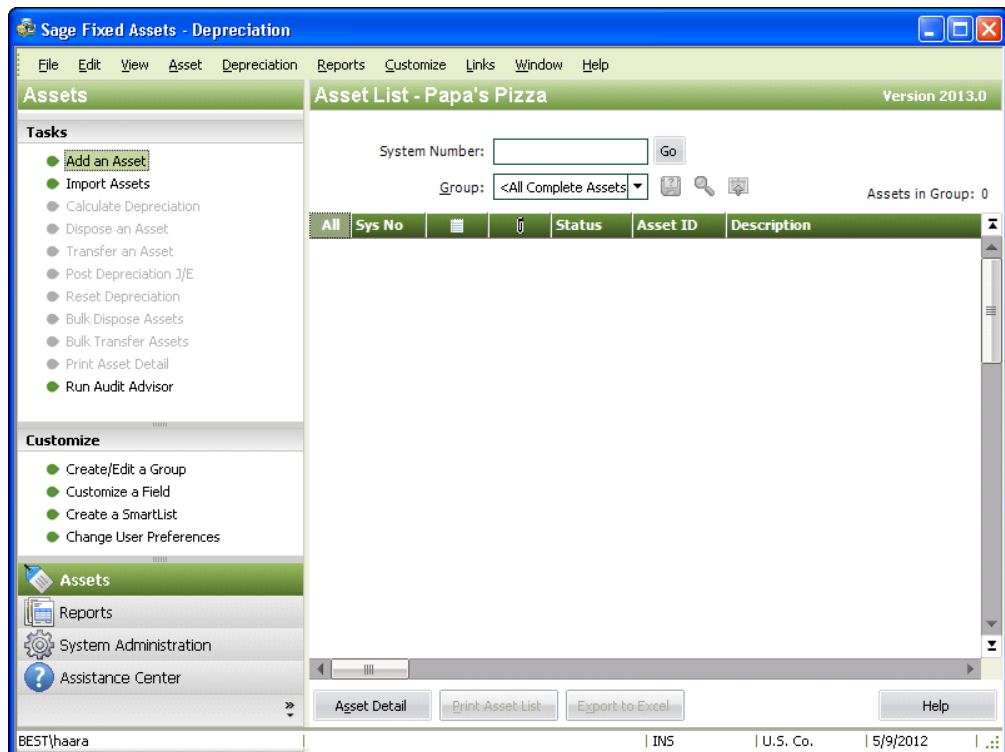 Sage Fixed Assets - Depreciation
File Edit View Asset Depreciation Reports Customize Links Window Help
Assets
Asset List - Papa's Pizza Version 2013.0
Tasks
Add an Asset
Import Assets
Calculate Depreciation
Dispose an Asset
Transfer an Asset
Post Depreciation J/E
Reset Depreciation
Bulk Dispose Assets
Bulk Transfer Assets
Print Asset Detail
Run Audit Advisor
System Number: Go
Group: <All Complete Assets
Assets in Group: 0
All Sys No Status Asset ID Description
Customize
Create/Edit a Group
Customize a Field
Create a SmartList
Change User Preferences
Assets
Reports
System Administration
Assistance Center
Asset Detail Print Asset List Export to Excel Help
BEST\haara INS U.S. Co. 5/9/2012